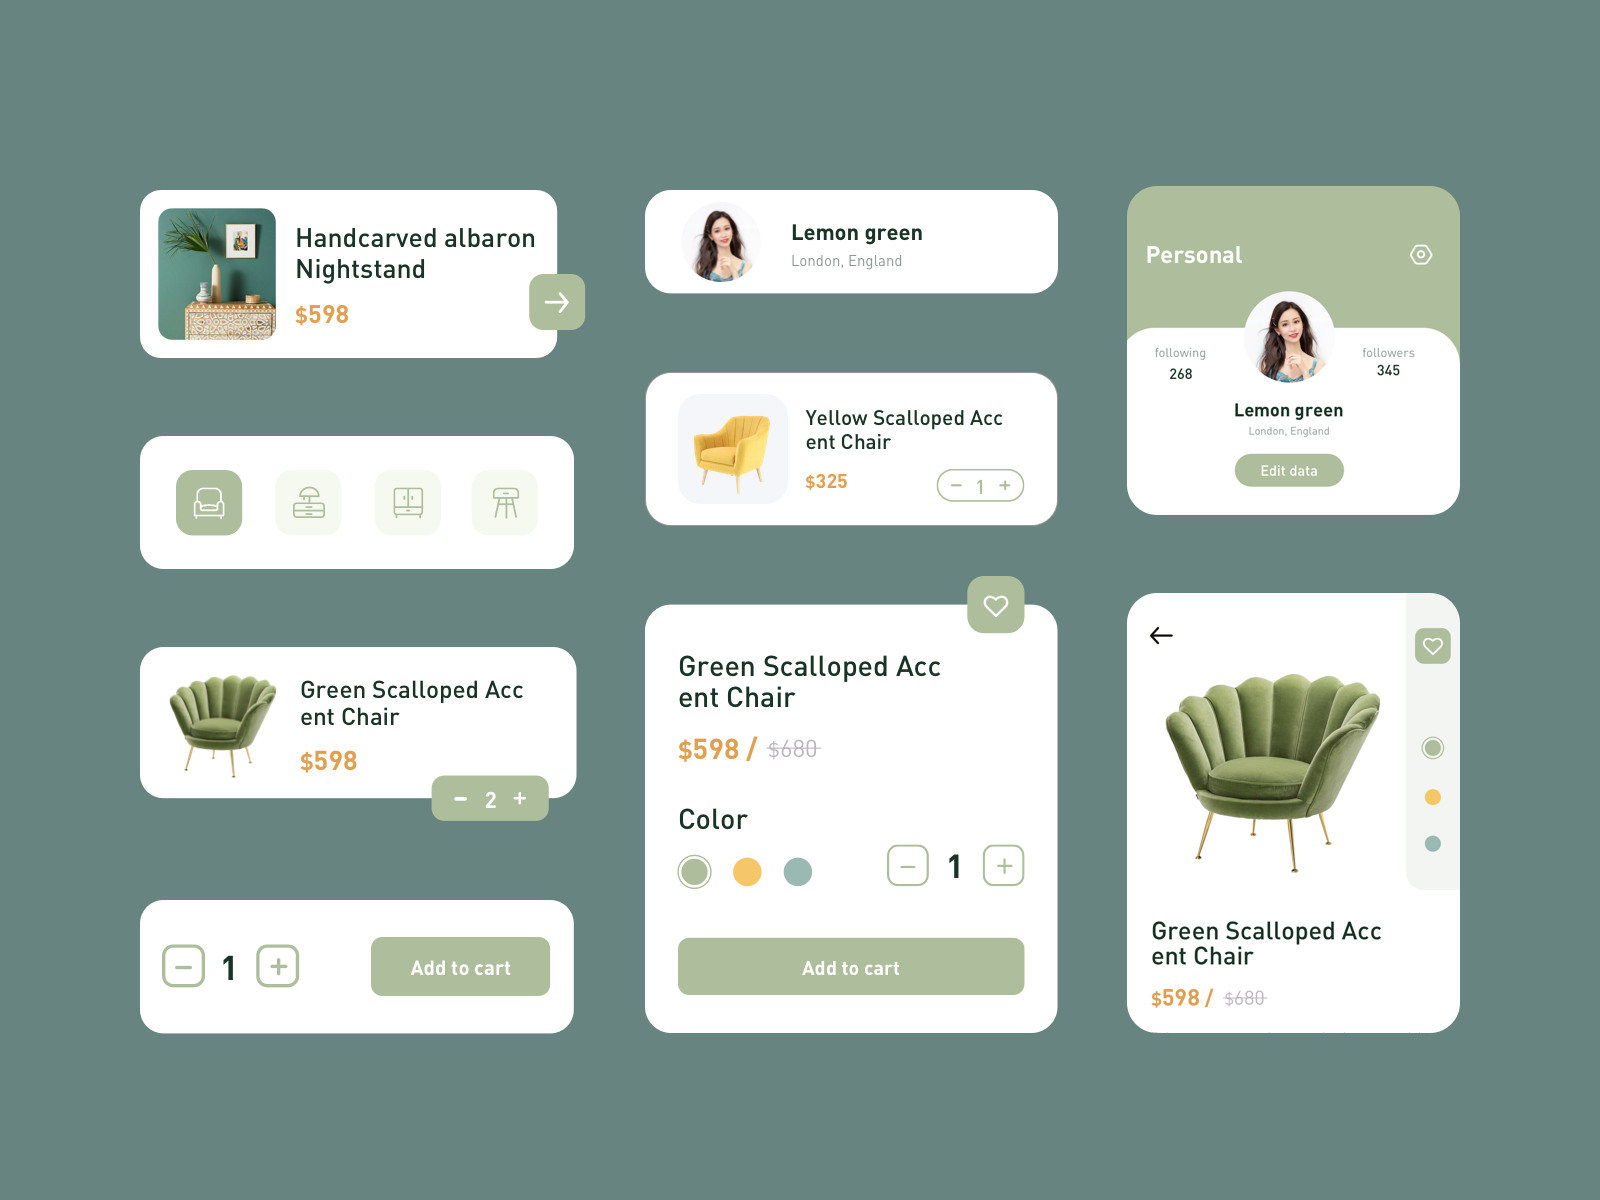 Handcarved albaron
Nightstand
$598
Green Scalloped Acc
ent Chair
$598
2
1
Add to cart
Lemon green
London, England
Yellow Scalloped Acc
ent Chair
$325
1
Green Scalloped Acc
ent Chair
$598 / $680
Color
1
Add to cart
Personal
following
268
followers
345
Lemon green
London, England
Edit data
Green Scalloped Acc
ent Chair
$598 / $680